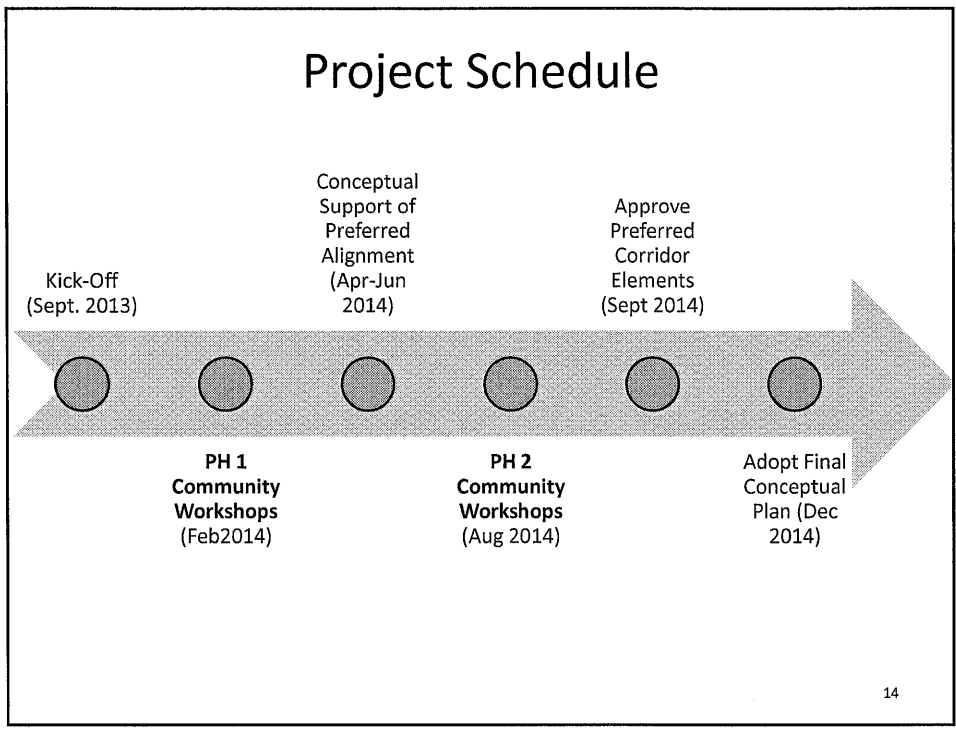 Project Schedule
Kick-Off
(Sept. 2013)
PH 1
Community
Workshops
(Feb2014)
Conceptual
Support of
Preferred
Alignment
(Apr-Jun
2014)
PH 2
Community
Workshops
(Aug 2014)
Approve
Preferred
Corridor
Elements
(Sept 2014)
Adopt Final
Conceptual
Plan (Dec
2014)
14